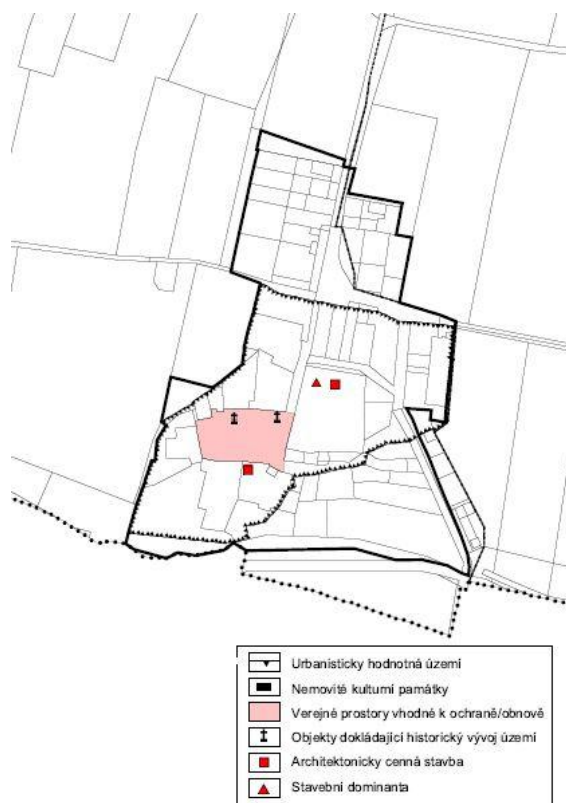 Urbanisticky hodnotná území
Nemovité kulturní památky
Verejné prostory vhodné k ochraně/obnově
Objekty dokládající historický vývoj území
Architektonicky cenná stavba
Stavební dominanta